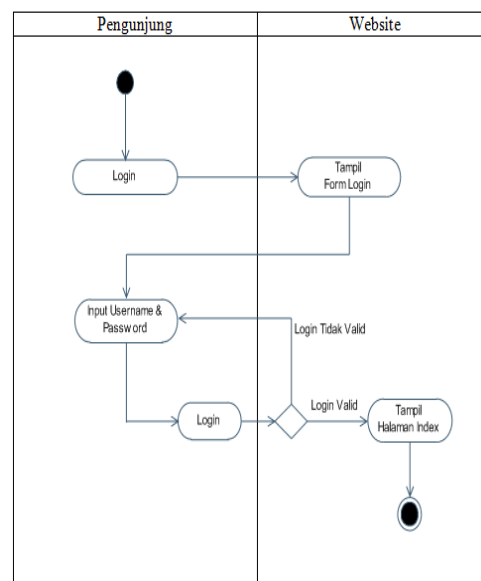 Pengunjung
Website
Login
Tampil
Form Login
Input Username &
Password
Login Tidak Valid
Login
Login Valid
Tampil
Halaman Index